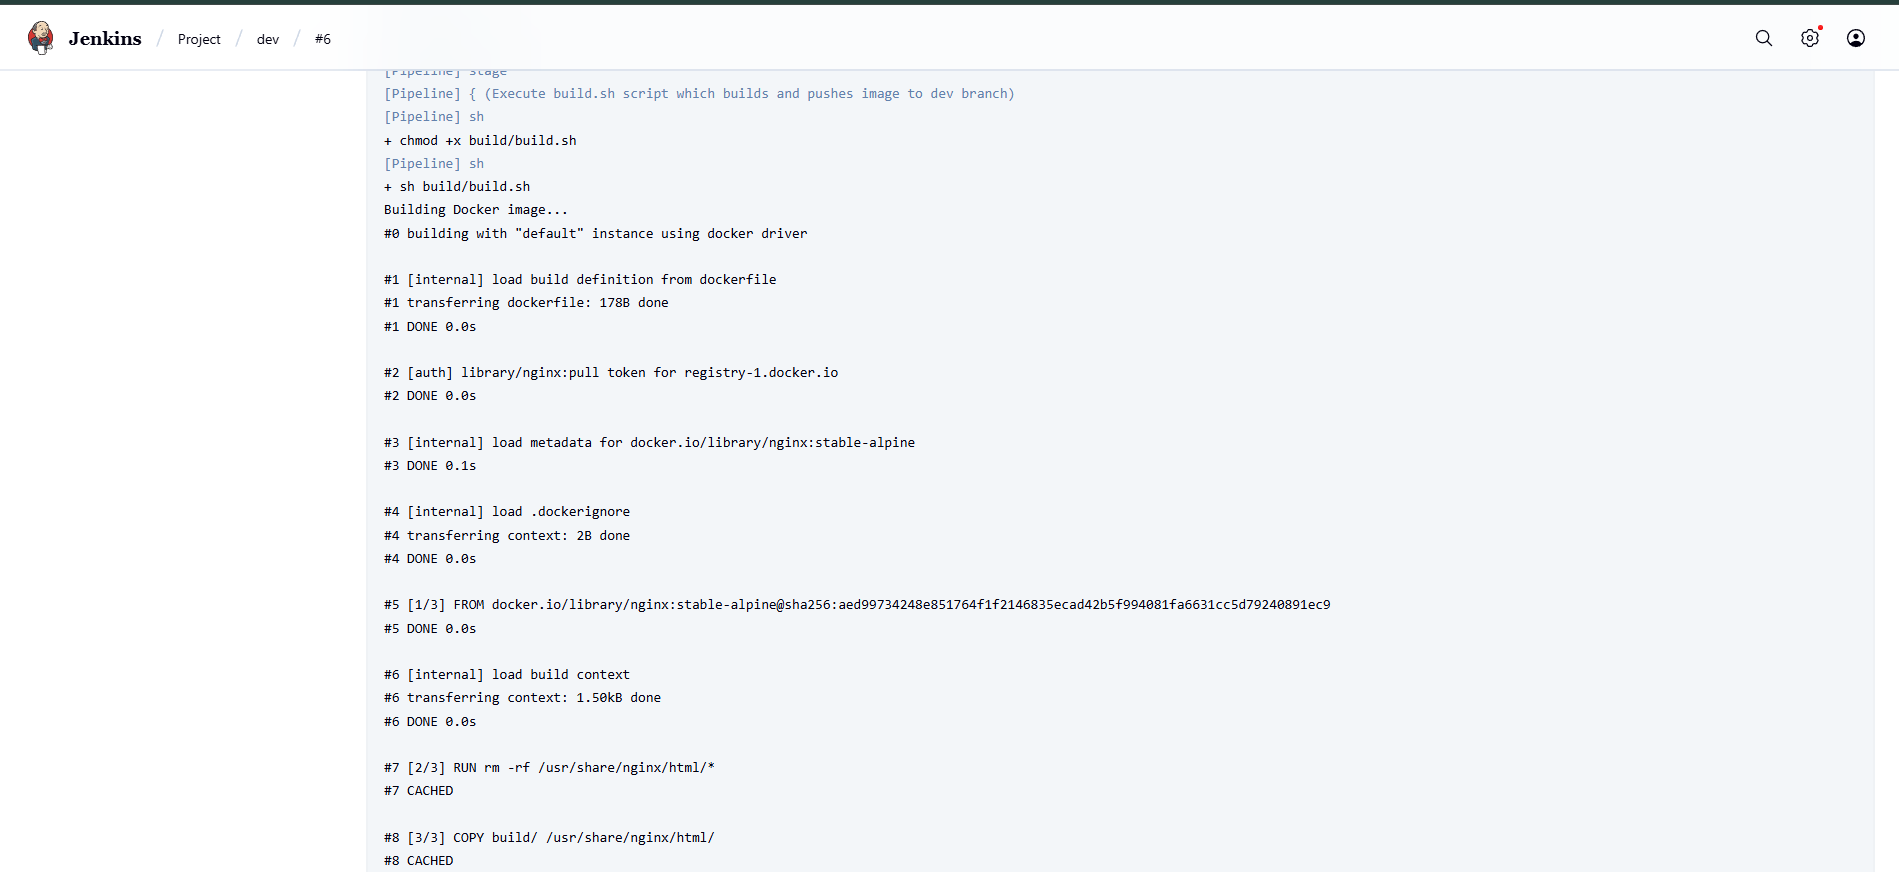 Jenkins / Project / dev / #6
[Pipeline] stage
[Pipeline] { (Execute build.sh script which builds and pushes image to dev branch)
[Pipeline] sh
+ chmod +x build/build.sh
[Pipeline] sh
+ sh build/build.sh
Building Docker image...
#0 building with "default" instance using docker driver
#1 [internal] load build definition from dockerfile
#1 transferring dockerfile: 178B done
#1 DONE 0.0s
#2 [auth] library/nginx:pull token for registry-1.docker.io
#2 DONE 0.0s
#3 [internal] load metadata for docker.io/library/nginx:stable-alpine
#3 DONE 0.1s
#4 [internal] load .dockerignore
#4 transferring context: 2B done
#4 DONE 0.0s
#5 [1/3] FROM docker.io/library/nginx:stable-alpine@sha256:aed99734248e851764f1f2146835ecad42b5f994081fa6631cc5d79240891ec9
#5 DONE 0.0s
#6 [internal] load build context
#6 transferring context: 1.50kB done
#6 DONE 0.0s
#7 [2/3] RUN rm -rf /usr/share/nginx/html/*
#7 CACHED
#8 [3/3] COPY build/ /usr/share/nginx/html/
#8 CACHED